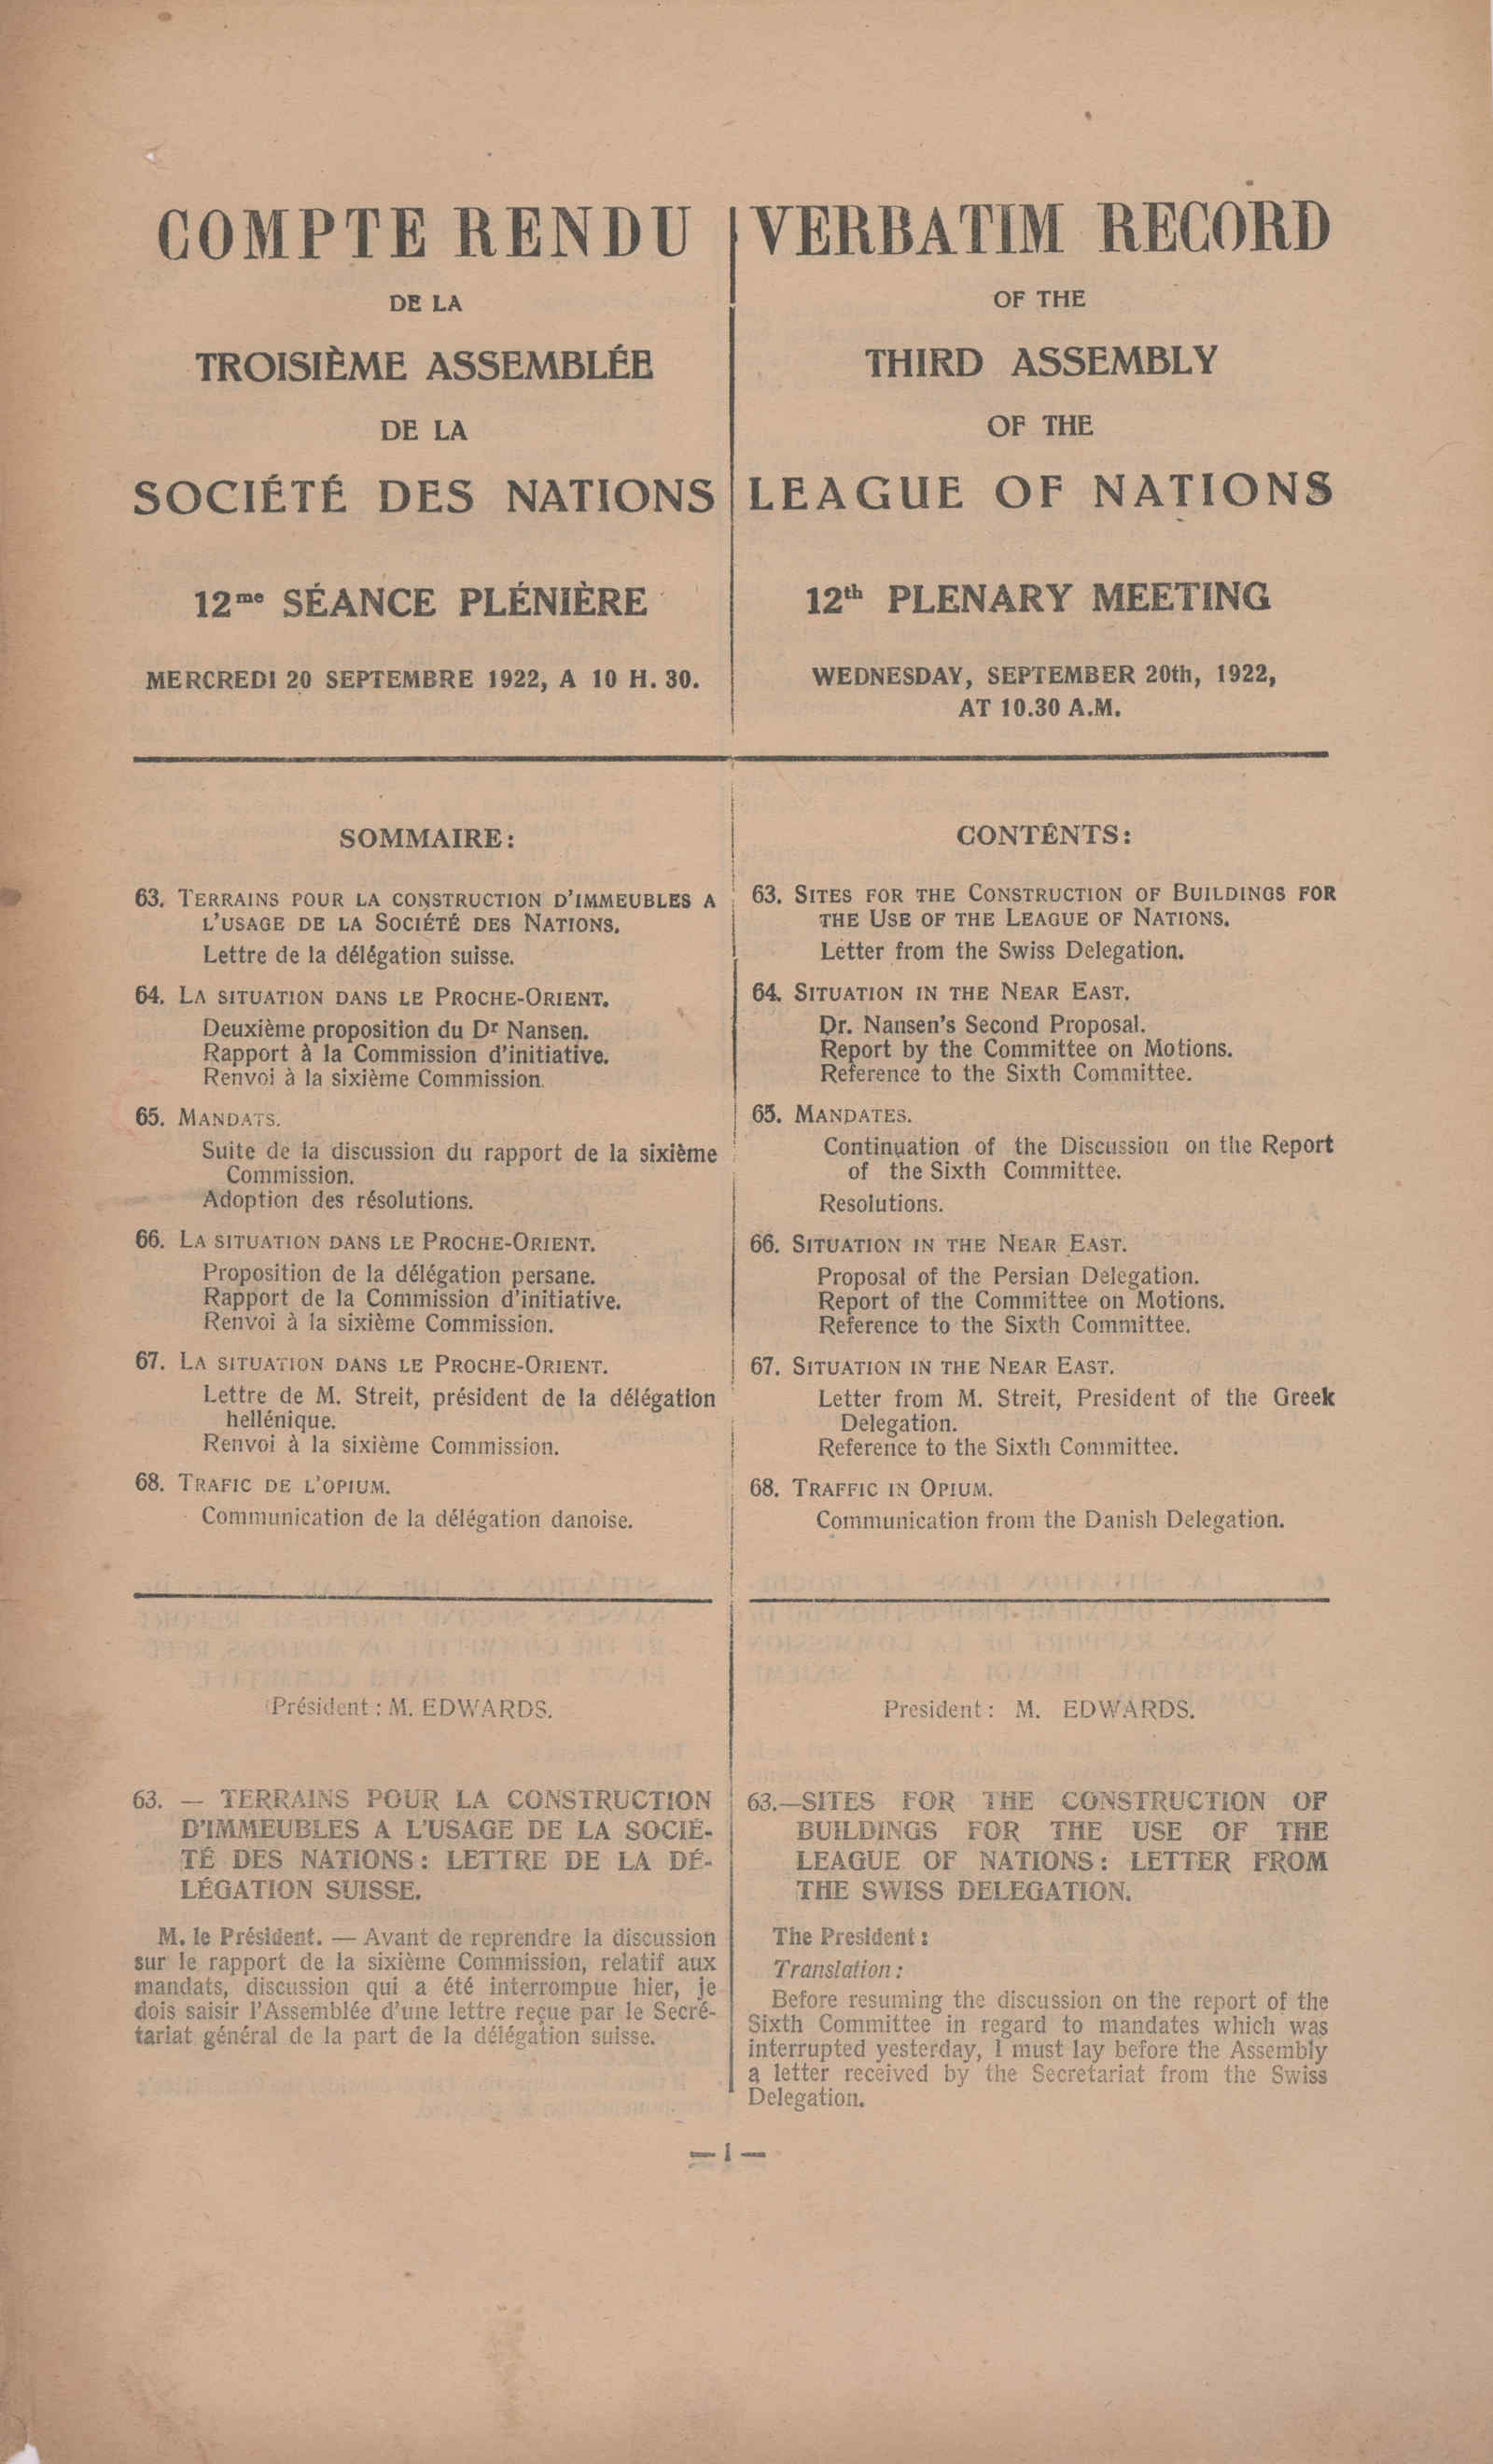 COMPTE RENDU
DE LA
TROISIÈME ASSEMBLÉE
DE LA
SOCIÉTÉ DES NATIONS
12me SÉANCE PLÉNIÈRE
MERCREDI 20 SEPTEMBRE 1922, A 10 H. 30.
SOMMAIRE:
63. TERRAINS POUR LA CONSTRUCTION D'IMMEUBLES A
L'USAGE DE LA SOCIÉTÉ DES NATIONS.
Lettre de la délégation suisse.
64. LA SITUATION DANS LE PROCHE-ORIENT.
Deuxième proposition du Dr Nansen.
Rapport à la Commission d'initiative.
Renvoi à la sixième Commission.
65. MANDATS.
Suite de la discussion du rapport de la sixième
Commission.
Adoption des résolutions.
66. LA SITUATION DANS LE PROCHE-ORIENT.
Proposition de la délégation persane.
Rapport de la Commission d'initiative.
Renvoi à la sixième Commission.
67. LA SITUATION DANS LE PROCHE-ORIENT.
Lettre de M. Streit, président de la délégation
hellénique.
Renvoi à la sixième Commission.
68. TRAFIC DE L'OPIUM.
Communication de la délégation danoise.
Président : M. EDWARDS.
63. — TERRAINS POUR LA CONSTRUCTION
D'IMMEUBLES A L'USAGE DE LA SOCIÉ-
TÉ DES NATIONS : LETTRE DE LA DÉ-
LÉGATION SUISSE.
M. le Président. — Avant de reprendre la discussion
sur le rapport de la sixième Commission, relatif aux
mandats, discussion qui a été interrompue hier, je
dois saisir l'Assemblée d'une lettre reçue par le Secré-
tariat général de la part de la délégation suisse.
VERBATIM RECORD
OF THE
THIRD ASSEMBLY
OF THE
LEAGUE OF NATIONS
12th PLENARY MEETING
WEDNESDAY, SEPTEMBER 20th, 1922,
AT 10.30 A.M.
CONTENTS:
63. SITES FOR THE CONSTRUCTION OF BUILDINGS FOR
THE USE OF THE LEAGUE OF NATIONS.
Letter from the Swiss Delegation.
64. SITUATION IN THE NEAR EAST.
Dr. Nansen's Second Proposal.
Report by the Committee on Motions.
Reference to the Sixth Committee.
65. MANDATES.
Continuation of the Discussion on the Report
of the Sixth Committee.
Resolutions.
66. SITUATION IN THE NEAR EAST.
Proposal of the Persian Delegation.
Report of the Committee on Motions.
Reference to the Sixth Committee.
67. SITUATION IN THE NEAR EAST.
Letter from M. Streit, President of the Greek
Delegation.
Reference to the Sixth Committee.
68. TRAFFIC IN OPIUM.
Communication from the Danish Delegation.
President : M. EDWARDS.
63.—SITES FOR THE CONSTRUCTION OF
BUILDINGS FOR THE USE OF THE
LEAGUE OF NATIONS : LETTER FROM
THE SWISS DELEGATION.
The President :
Translation :
Before resuming the discussion on the report of the
Sixth Committee in regard to mandates which was
interrupted yesterday, I must lay before the Assembly
a letter received by the Secretariat from the Swiss
Delegation.
— 1 —